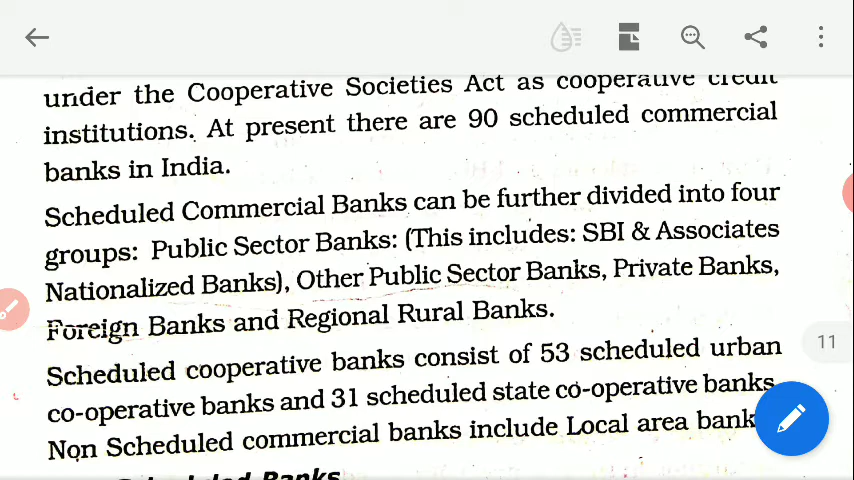 under the Cooperative Societies Act as cooperative credit
institutions. At present there are 90 scheduled commercial
banks in India.
Scheduled Commercial Banks can be further divided into four
groups: Public Sector Banks: (This includes: SBI & Associates
Nationalized Banks), Other Public Sector Banks, Private Banks,
Foreign Banks and Regional Rural Banks.
11
Scheduled cooperative banks consist of 53 scheduled urban
co-operative banks and 31 scheduled state co-operative banks
Non Scheduled commercial banks include Local area bank
Scheduled Banks